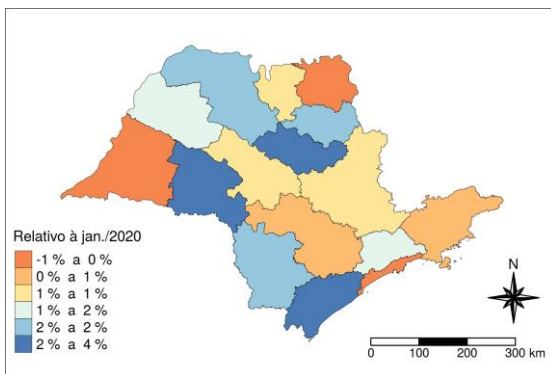 Relativo à jan./2020
-1 % a 0 %
0 % a 1 %
1 % a 1 %
1 % a 2 %
2 % a 2 %
2 % a 4 %
N
0 100 200 300 km